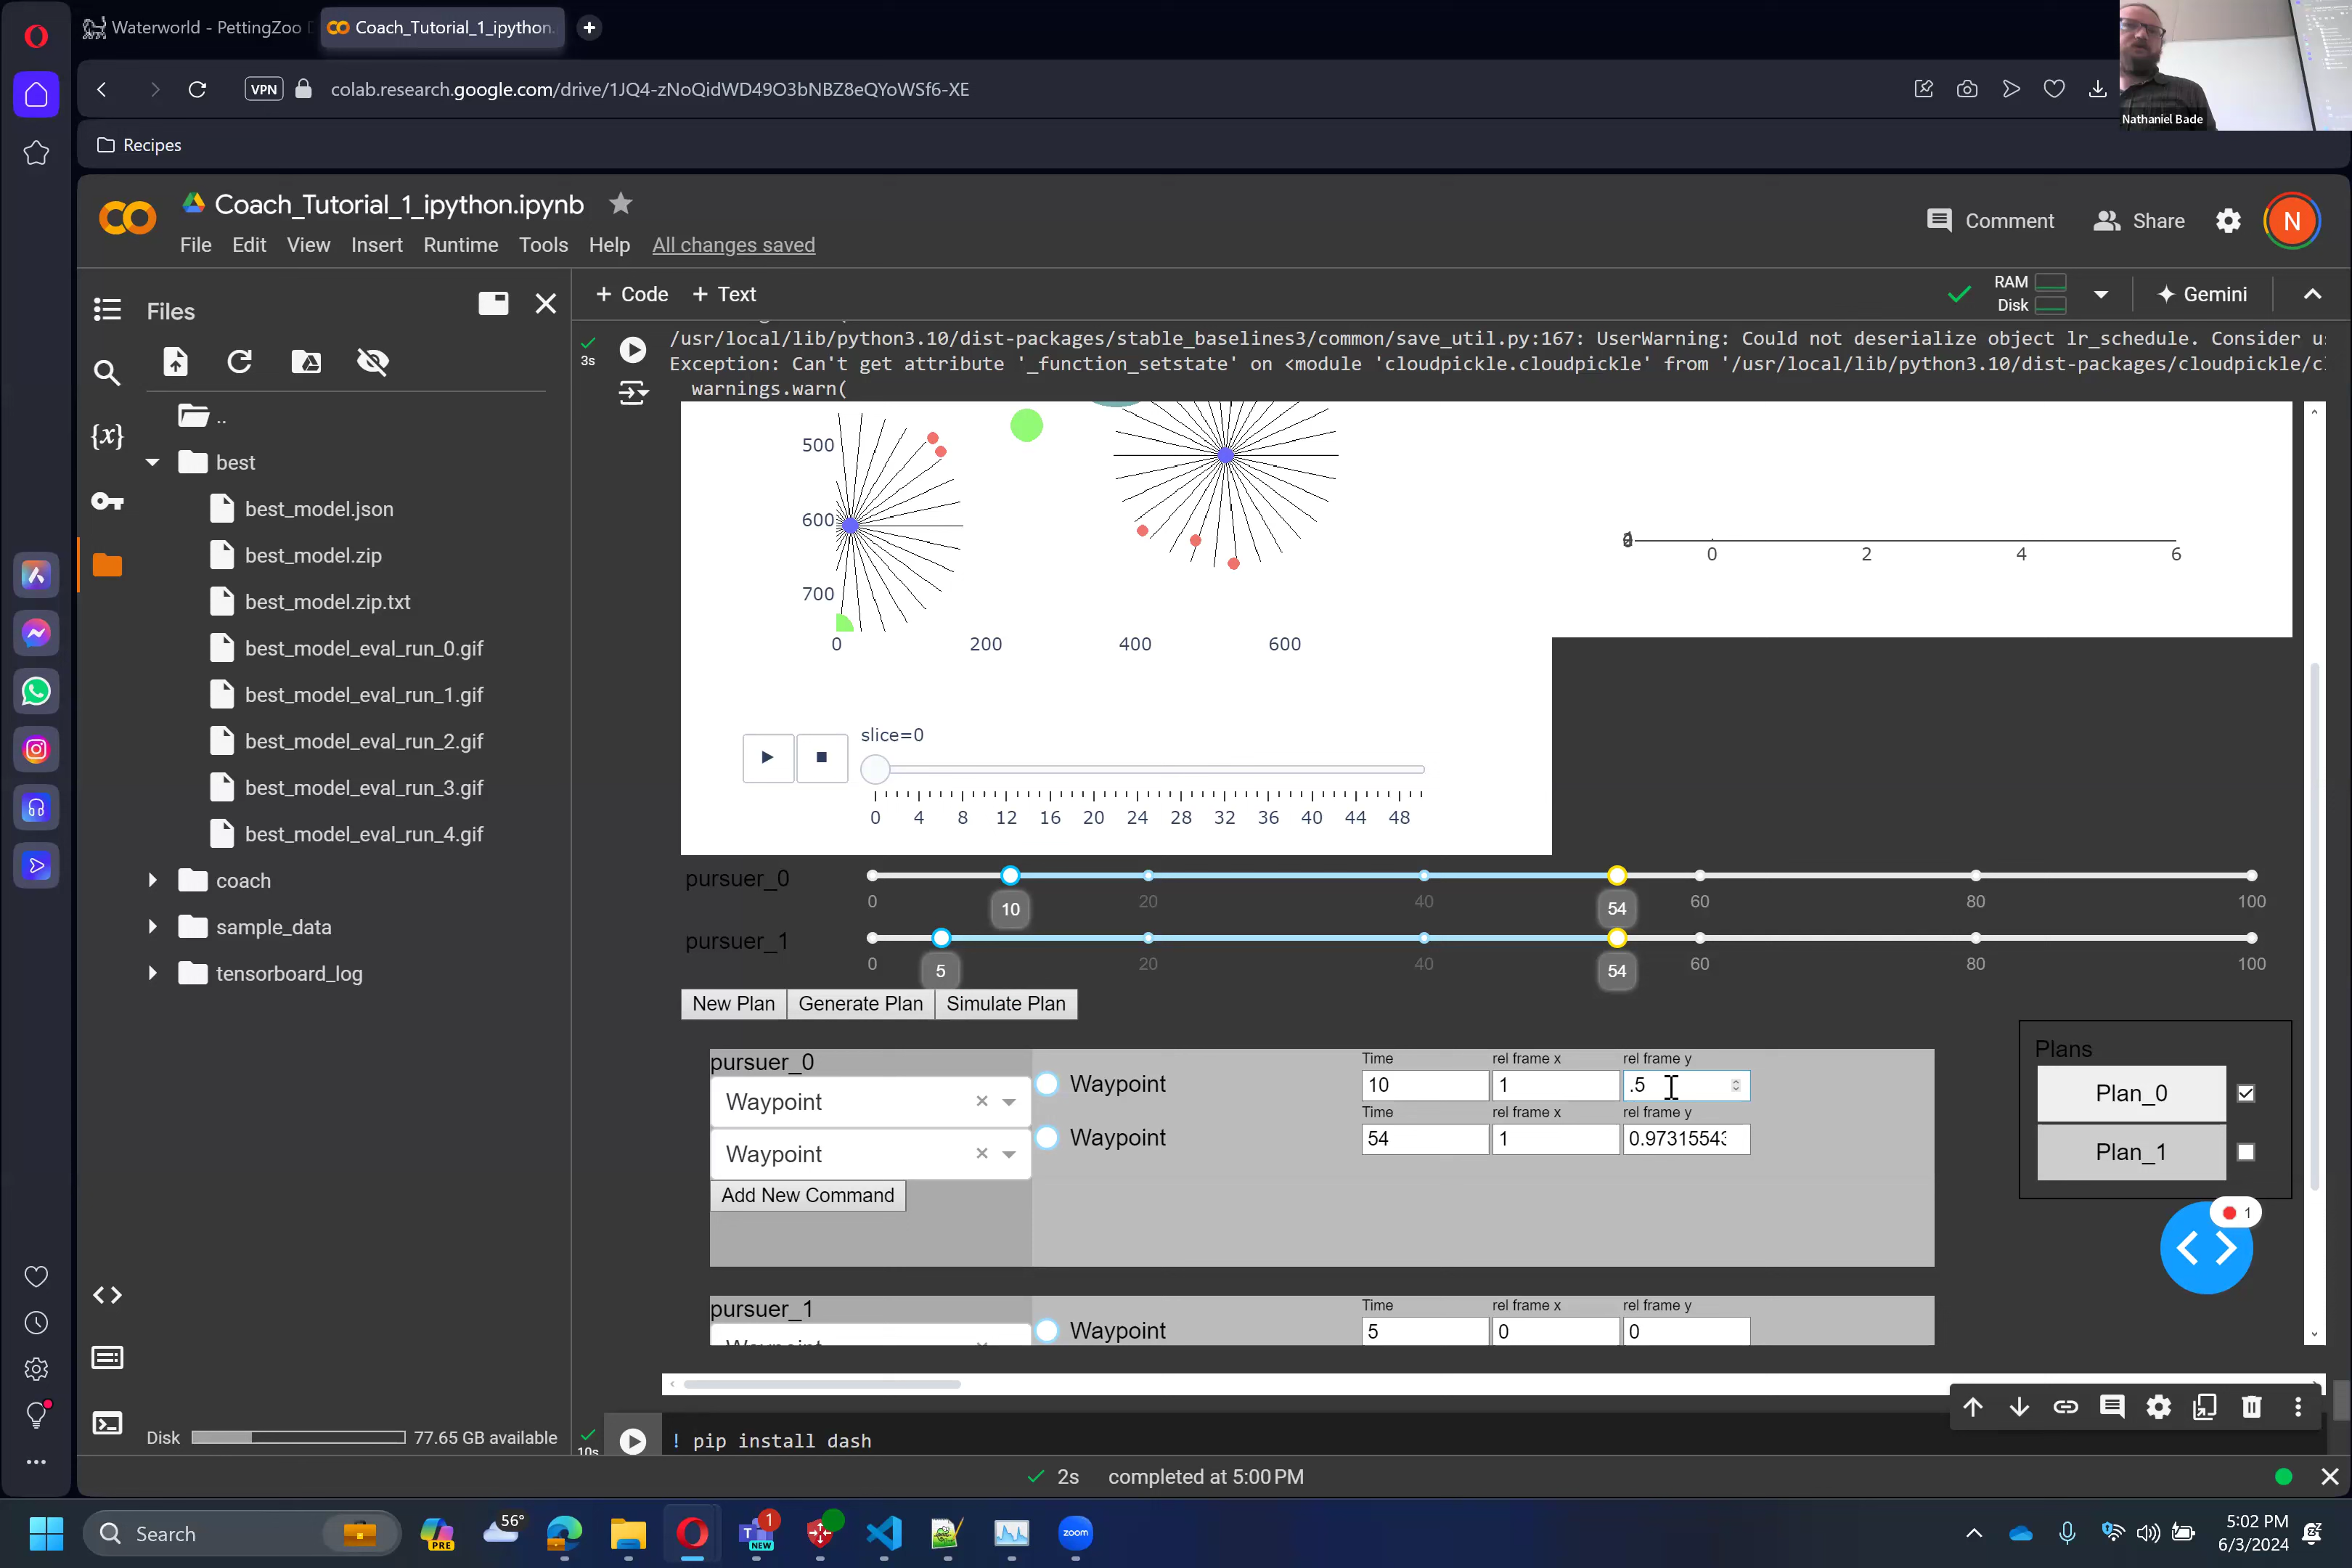 Waterworld - PettingZoo
Coach_Tutorial_1_ipython.
Nathaniel Bade
VPN
colab.research.google.com/drive/1JQ4-zNoQidWD49O3bNBZ8eQYoWSf6-XE
Recipes
Coach_Tutorial_1_ipython.ipynb
File Edit View Insert Runtime Tools Help All changes saved
Comment Share N
Files
+ Code + Text
RAM
Disk
Gemini
3s
/usr/local/lib/python3.10/dist-packages/stable_baselines3/common/save_util.py:167: UserWarning: Could not deserialize object lr_schedule. Consider
Exception: Can't get attribute '_function_setstate' on <module 'cloudpickle.cloudpickle' from '/usr/local/lib/python3.10/dist-packages/cloudpickle/
warnings.warn(
..
best
best_model.json
best_model.zip
best_model.zip.txt
best_model_eval_run_0.gif
best_model_eval_run_1.gif
best_model_eval_run_2.gif
best_model_eval_run_3.gif
best_model_eval_run_4.gif
coach
sample_data
tensorboard_log
Disk 77.65 GB available
500
600
700
0 200 400 600
0 2 4 6
slice=0
0 4 8 12 16 20 24 28 32 36 40 44 48
pursuer_0
0 20 40 60 80 100
10 54
pursuer_1
0 20 40 60 80 100
5 54
New Plan Generate Plan Simulate Plan
pursuer_0
Waypoint
Waypoint
Add New Command
Waypoint
Time rel frame x rel frame y
10 1 .5
Waypoint
Time rel frame x rel frame y
54 1 0.9731554
Plans
Plan_0
Plan_1
1
pursuer_1
Waypoint
Time rel frame x rel frame y
5 0 0
10s
! pip install dash
2s completed at 5:00 PM
Search
PRE
56°
T
1
NEW
zoom
5:02 PM
6/3/2024